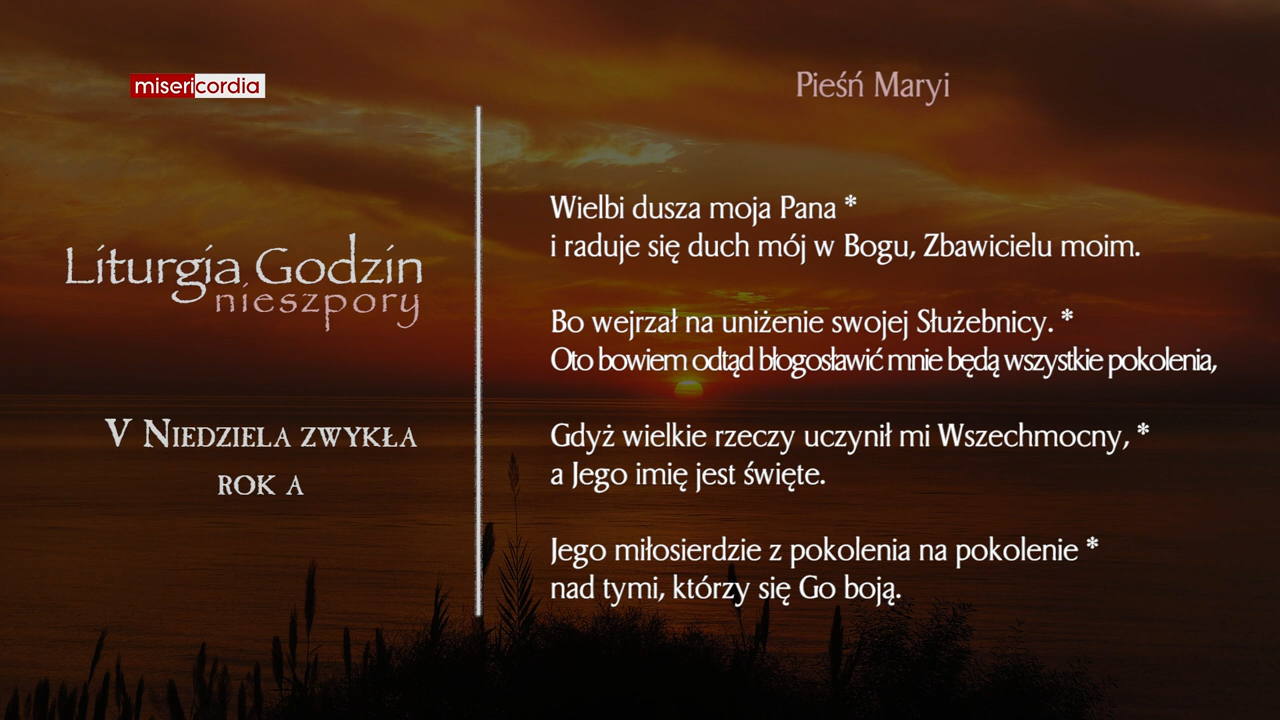 misericordia
Liturgia Godzin
nieszpory
V Niedziela zwykła
rok A
Pieśń Maryi
Wielbi dusza moja Pana *
i raduje się duch mój w Bogu, Zbawicielu moim.
Bo wejrzał na uniżenie swojej Służebnicy. *
Oto bowiem odtąd błogosławić mnie będą wszystkie pokolenia,
Gdyż wielkie rzeczy uczynił mi Wszechmocny, *
a Jego imię jest święte.
Jego miłosierdzie z pokolenia na pokolenie *
nad tymi, którzy się Go boją.